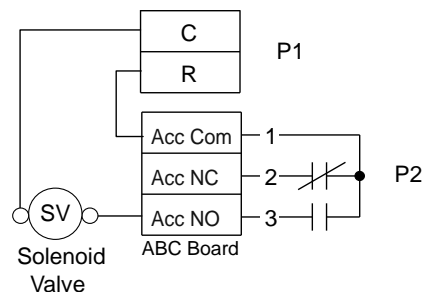 C
P1
R
Acc Com 1
Acc NC 2
P2
SV
Acc NO 3
Solenoid
Valve
ABC Board